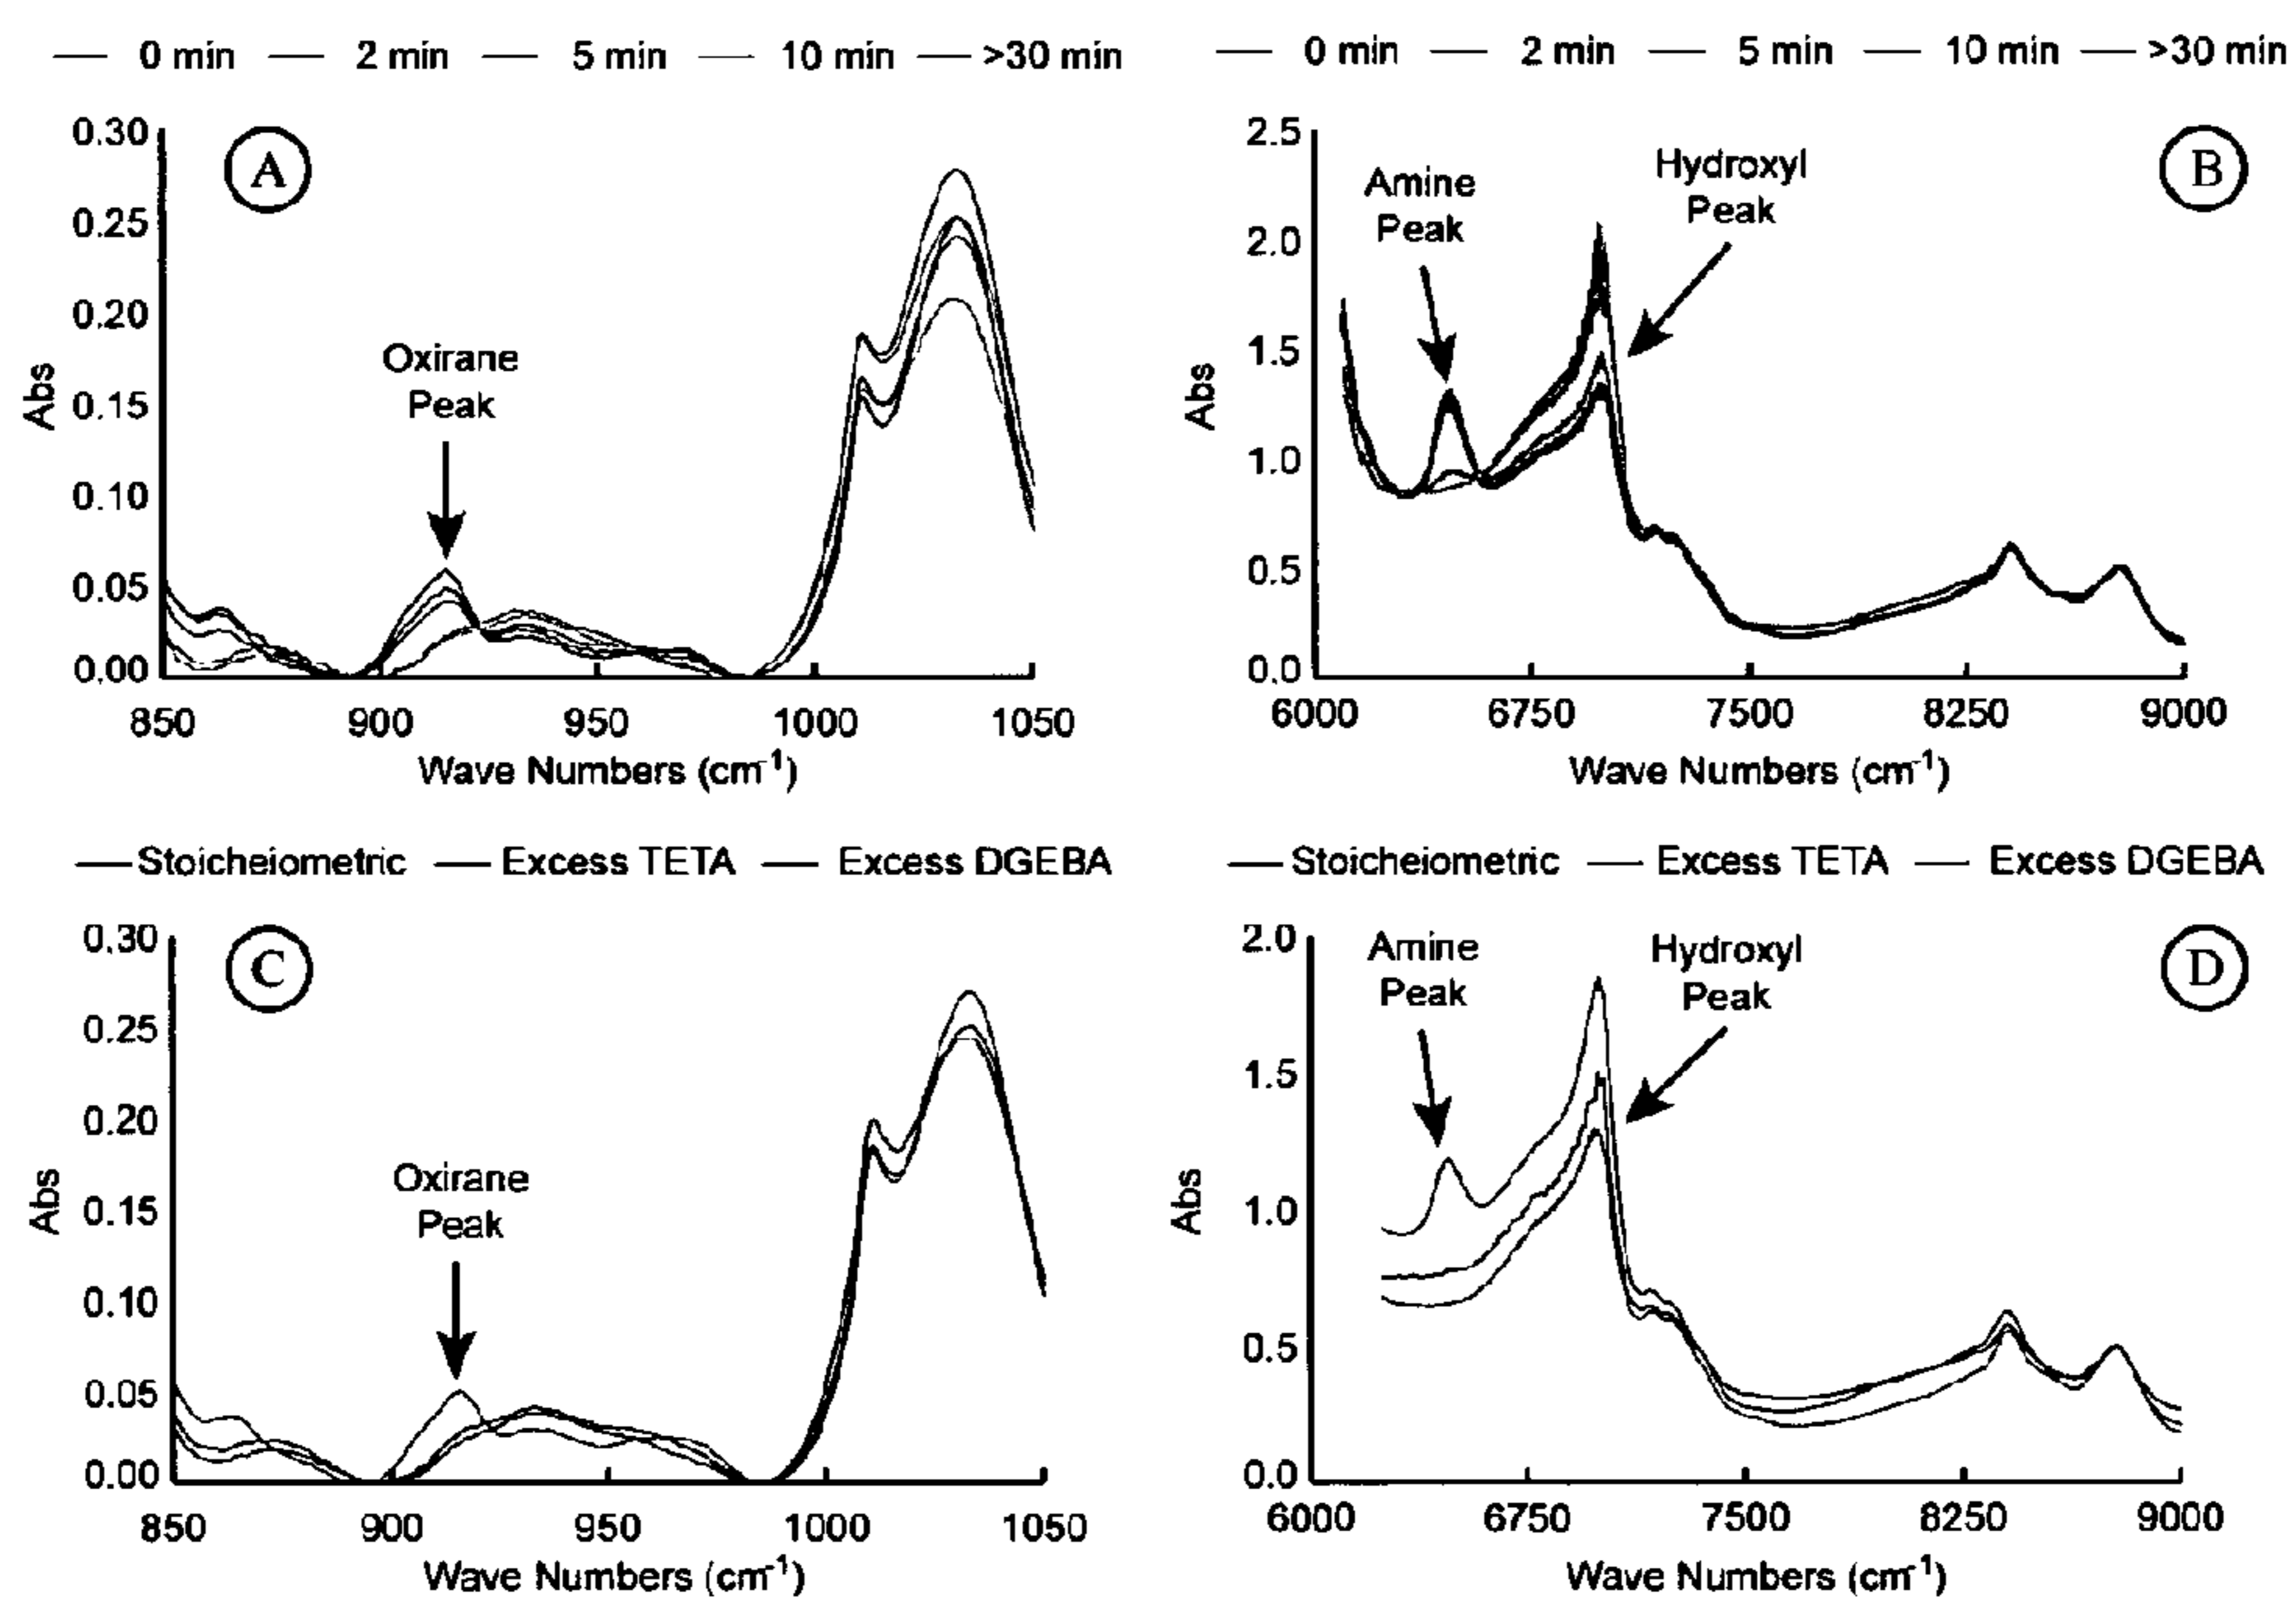 0 min 2 min 5 min 10 min >30 min
0.30
0.25
0.20
0.15
0.10
0.05
0.00
Abs
A
Oxirane
Peak
850 900 950 1000 1050
Wave Numbers (cm-1)
0 min 2 min 5 min 10 min >30 min
2.5
2.0
1.5
1.0
0.5
0.0
Abs
Amine
Peak
Hydroxyl
Peak
B
6000 6750 7500 8250 9000
Wave Numbers (cm-1)
Stoicheiometric Excess TETA Excess DGEBA
0.30
0.25
0.20
0.15
0.10
0.05
0.00
Abs
C
Oxirane
Peak
850 900 950 1000 1050
Wave Numbers (cm-1)
Stoicheiometric Excess TETA Excess DGEBA
2.0
1.5
1.0
0.5
0.0
Abs
Amine
Peak
Hydroxyl
Peak
D
6000 6750 7500 8250 9000
Wave Numbers (cm-1)